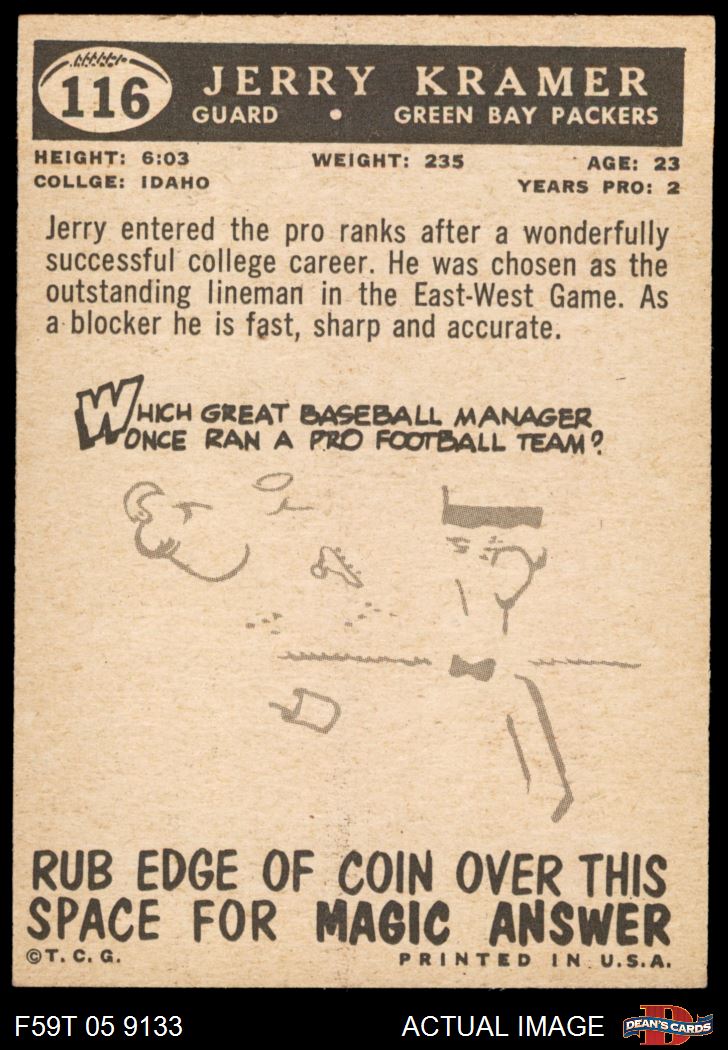 116
JERRY KRAMER
GUARD • GREEN BAY PACKERS
HEIGHT: 6:03 WEIGHT: 235 AGE: 23
COLLGE: IDAHO YEARS PRO: 2
Jerry entered the pro ranks after a wonderfully
successful college career. He was chosen as the
outstanding lineman in the East-West Game. As
a blocker he is fast, sharp and accurate.
WHICH GREAT BASEBALL MANAGER
ONCE RAN A PRO FOOTBALL TEAM?
RUB EDGE OF COIN OVER THIS
SPACE FOR MAGIC ANSWER
©T.C.G. PRINTED IN U.S.A.
F59T 05 9133 ACTUAL IMAGE DEAN'S CARDS